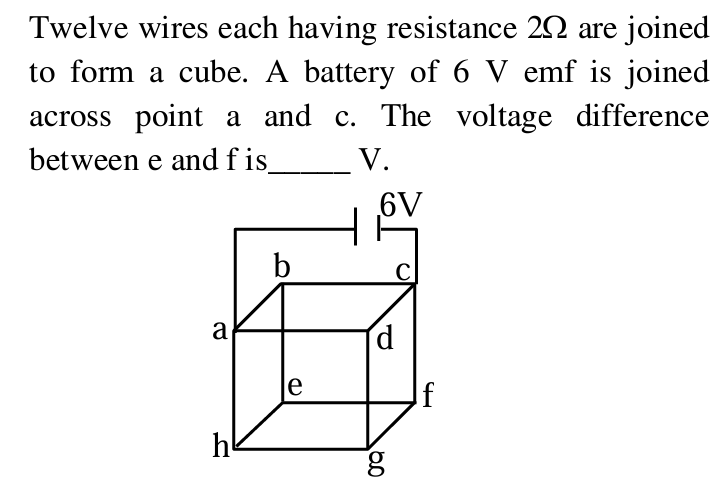 Twelve wires each having resistance 2Ω are joined
to form a cube. A battery of 6 V emf is joined
across point a and c. The voltage difference
between e and f is_____ V.
6V
b
c
a
d
e
f
h
g